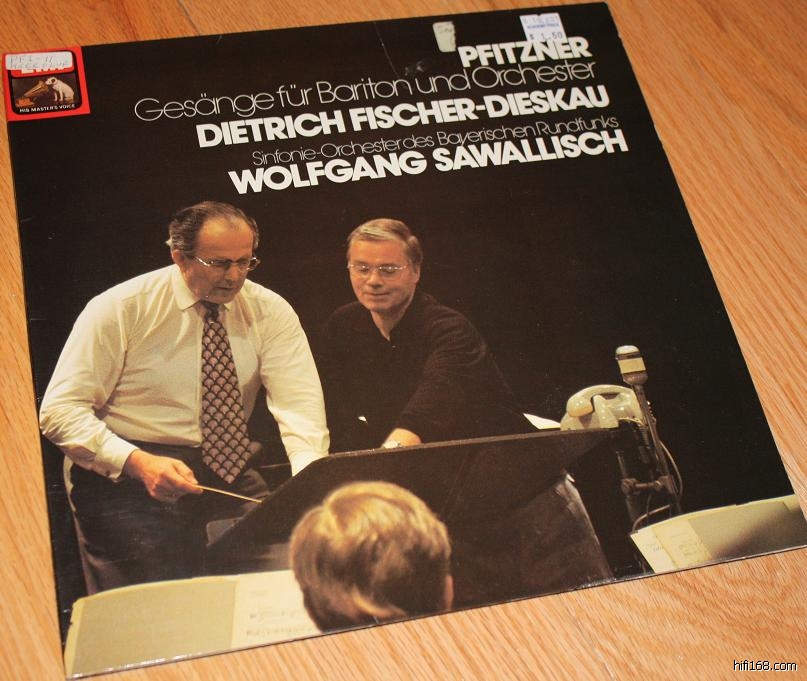 $ 1.50
PFITZNER
Gesänge für Bariton und Orchester
DIETRICH FISCHER-DIESKAU
Sinfonie-Orchester des Bayerischen Rundfunks
WOLFGANG SAWALLISCH
HIS MASTER'S VOICE
hifi168.com